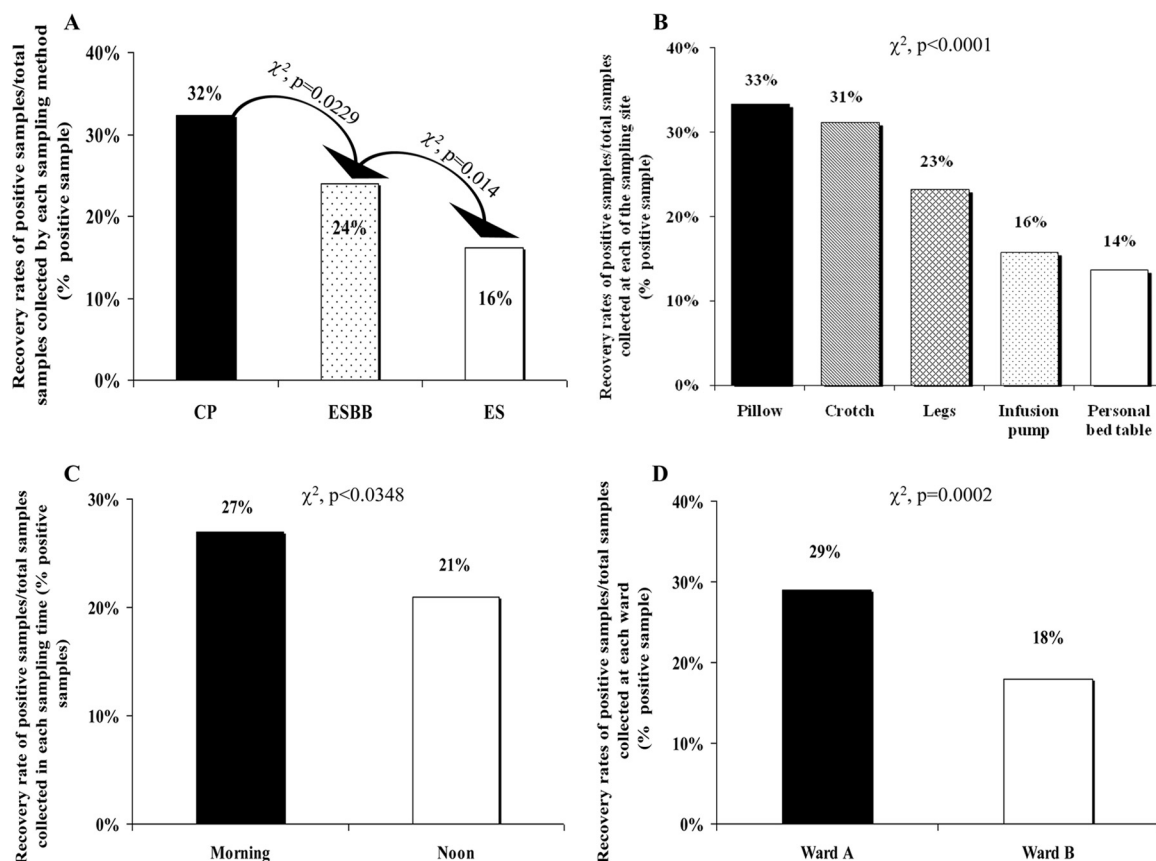 A
Recovery rates of positive samples/total
samples collected by each sampling method
(% positive sample)
40%
30%
20%
10%
0%
32%
24%
16%
χ², p=0.0229
χ², p=0.014
CP
ESBB
ES
B
χ², p<0.0001
Recovery rates of positive samples/total samples
collected at each of the sampling site
(% positive sample)
40%
30%
20%
10%
0%
33%
31%
23%
16%
14%
Pillow
Crotch
Legs
Infusion
pump
Personal
bed table
C
χ², p<0.0348
Recovery rate of positive samples/total samples
collected in each sampling time (% positive
samples)
30%
20%
10%
0%
27%
21%
Morning
Noon
D
χ², p=0.0002
Recovery rates of positive samples/total samples
collected at each ward
(% positive sample)
40%
30%
20%
10%
0%
29%
18%
Ward A
Ward B